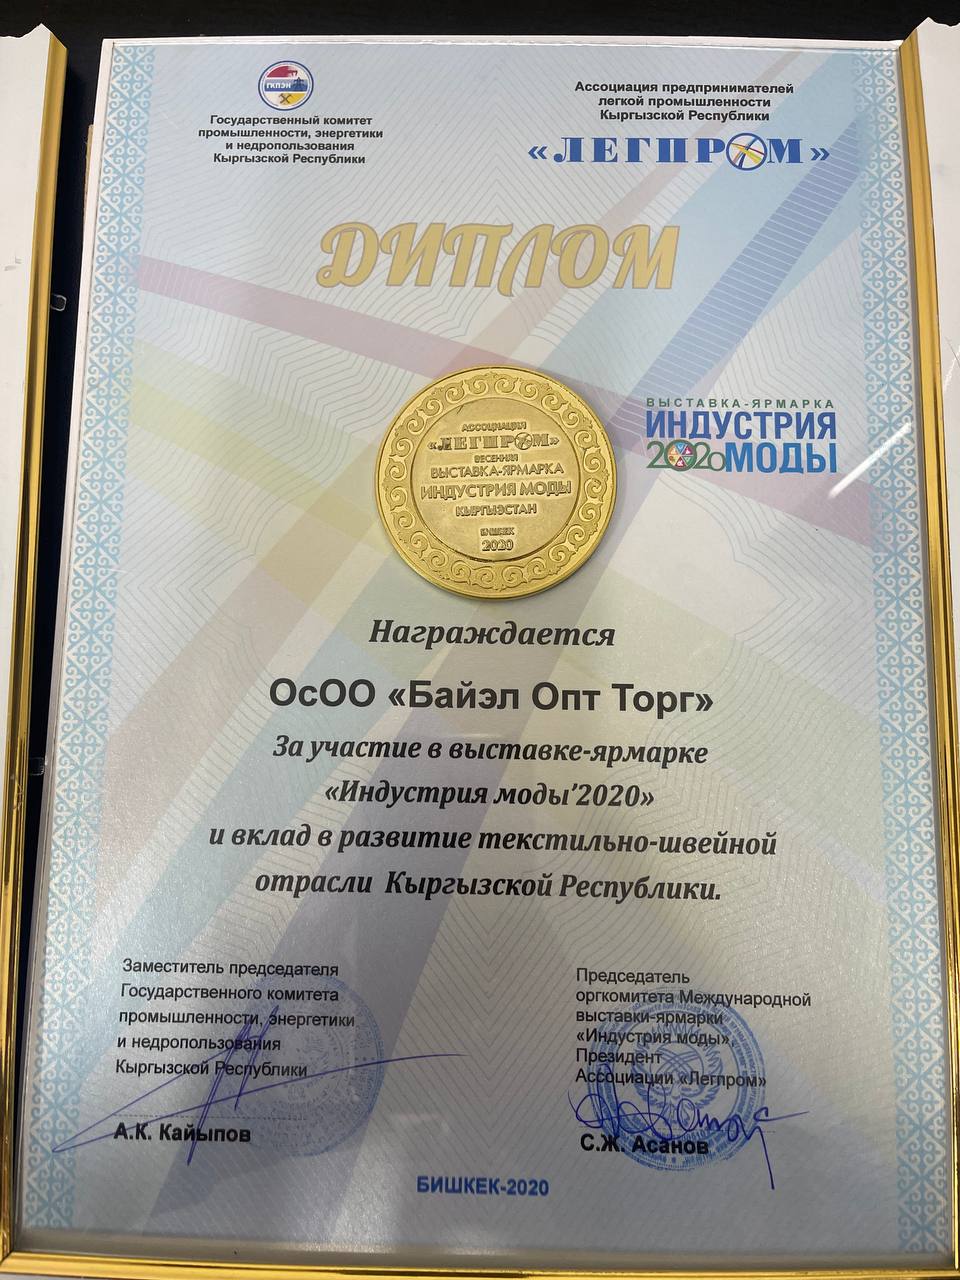 ГКПЭН
Государственный комитет
промышленности, энергетики
и недропользования
Кыргызской Республики
Ассоциация предпринимателей
легкой промышленности
Кыргызской Республики
«ЛЕГПРОМ»
ДИПЛОМ
АССОЦИАЦИЯ
«ЛЕГПРОМ»
ВЕСЕННЯЯ
ВЫСТАВКА-ЯРМАРКА
ИНДУСТРИЯ МОДЫ
КЫРГЫЗСТАН
БИШКЕК
2020
ВЫСТАВКА-ЯРМАРКА
ИНДУСТРИЯ
2020МОДЫ
Награждается
ОсОО «Байэл Опт Торг»
За участие в выставке-ярмарке
«Индустрия моды’2020»
и вклад в развитие текстильно-швейной
отрасли Кыргызской Республики.
Заместитель председателя
Государственного комитета
промышленности, энергетики
и недропользования
Кыргызской Республики
А.К. Кайыпов
Председатель
оргкомитета Международной
выставки-ярмарки
«Индустрия моды»,
Президент
Ассоциации «Легпром»
С.Ж. Асанов
БИШКЕК-2020